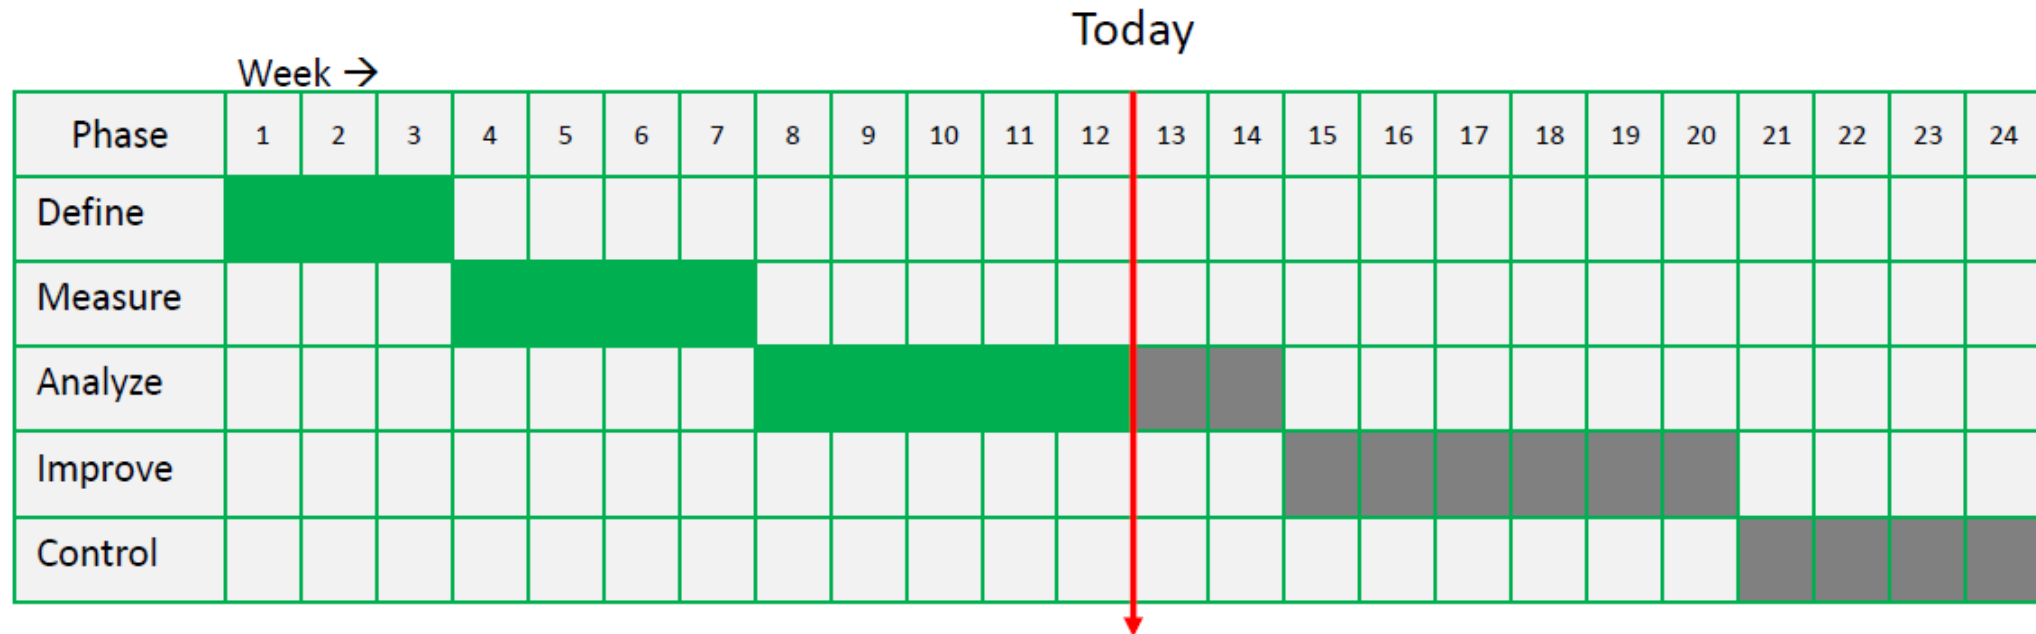 Today
Week →
Phase 1 2 3 4 5 6 7 8 9 10 11 12 13 14 15 16 17 18 19 20 21 22 23 24
Define
Measure
Analyze
Improve
Control